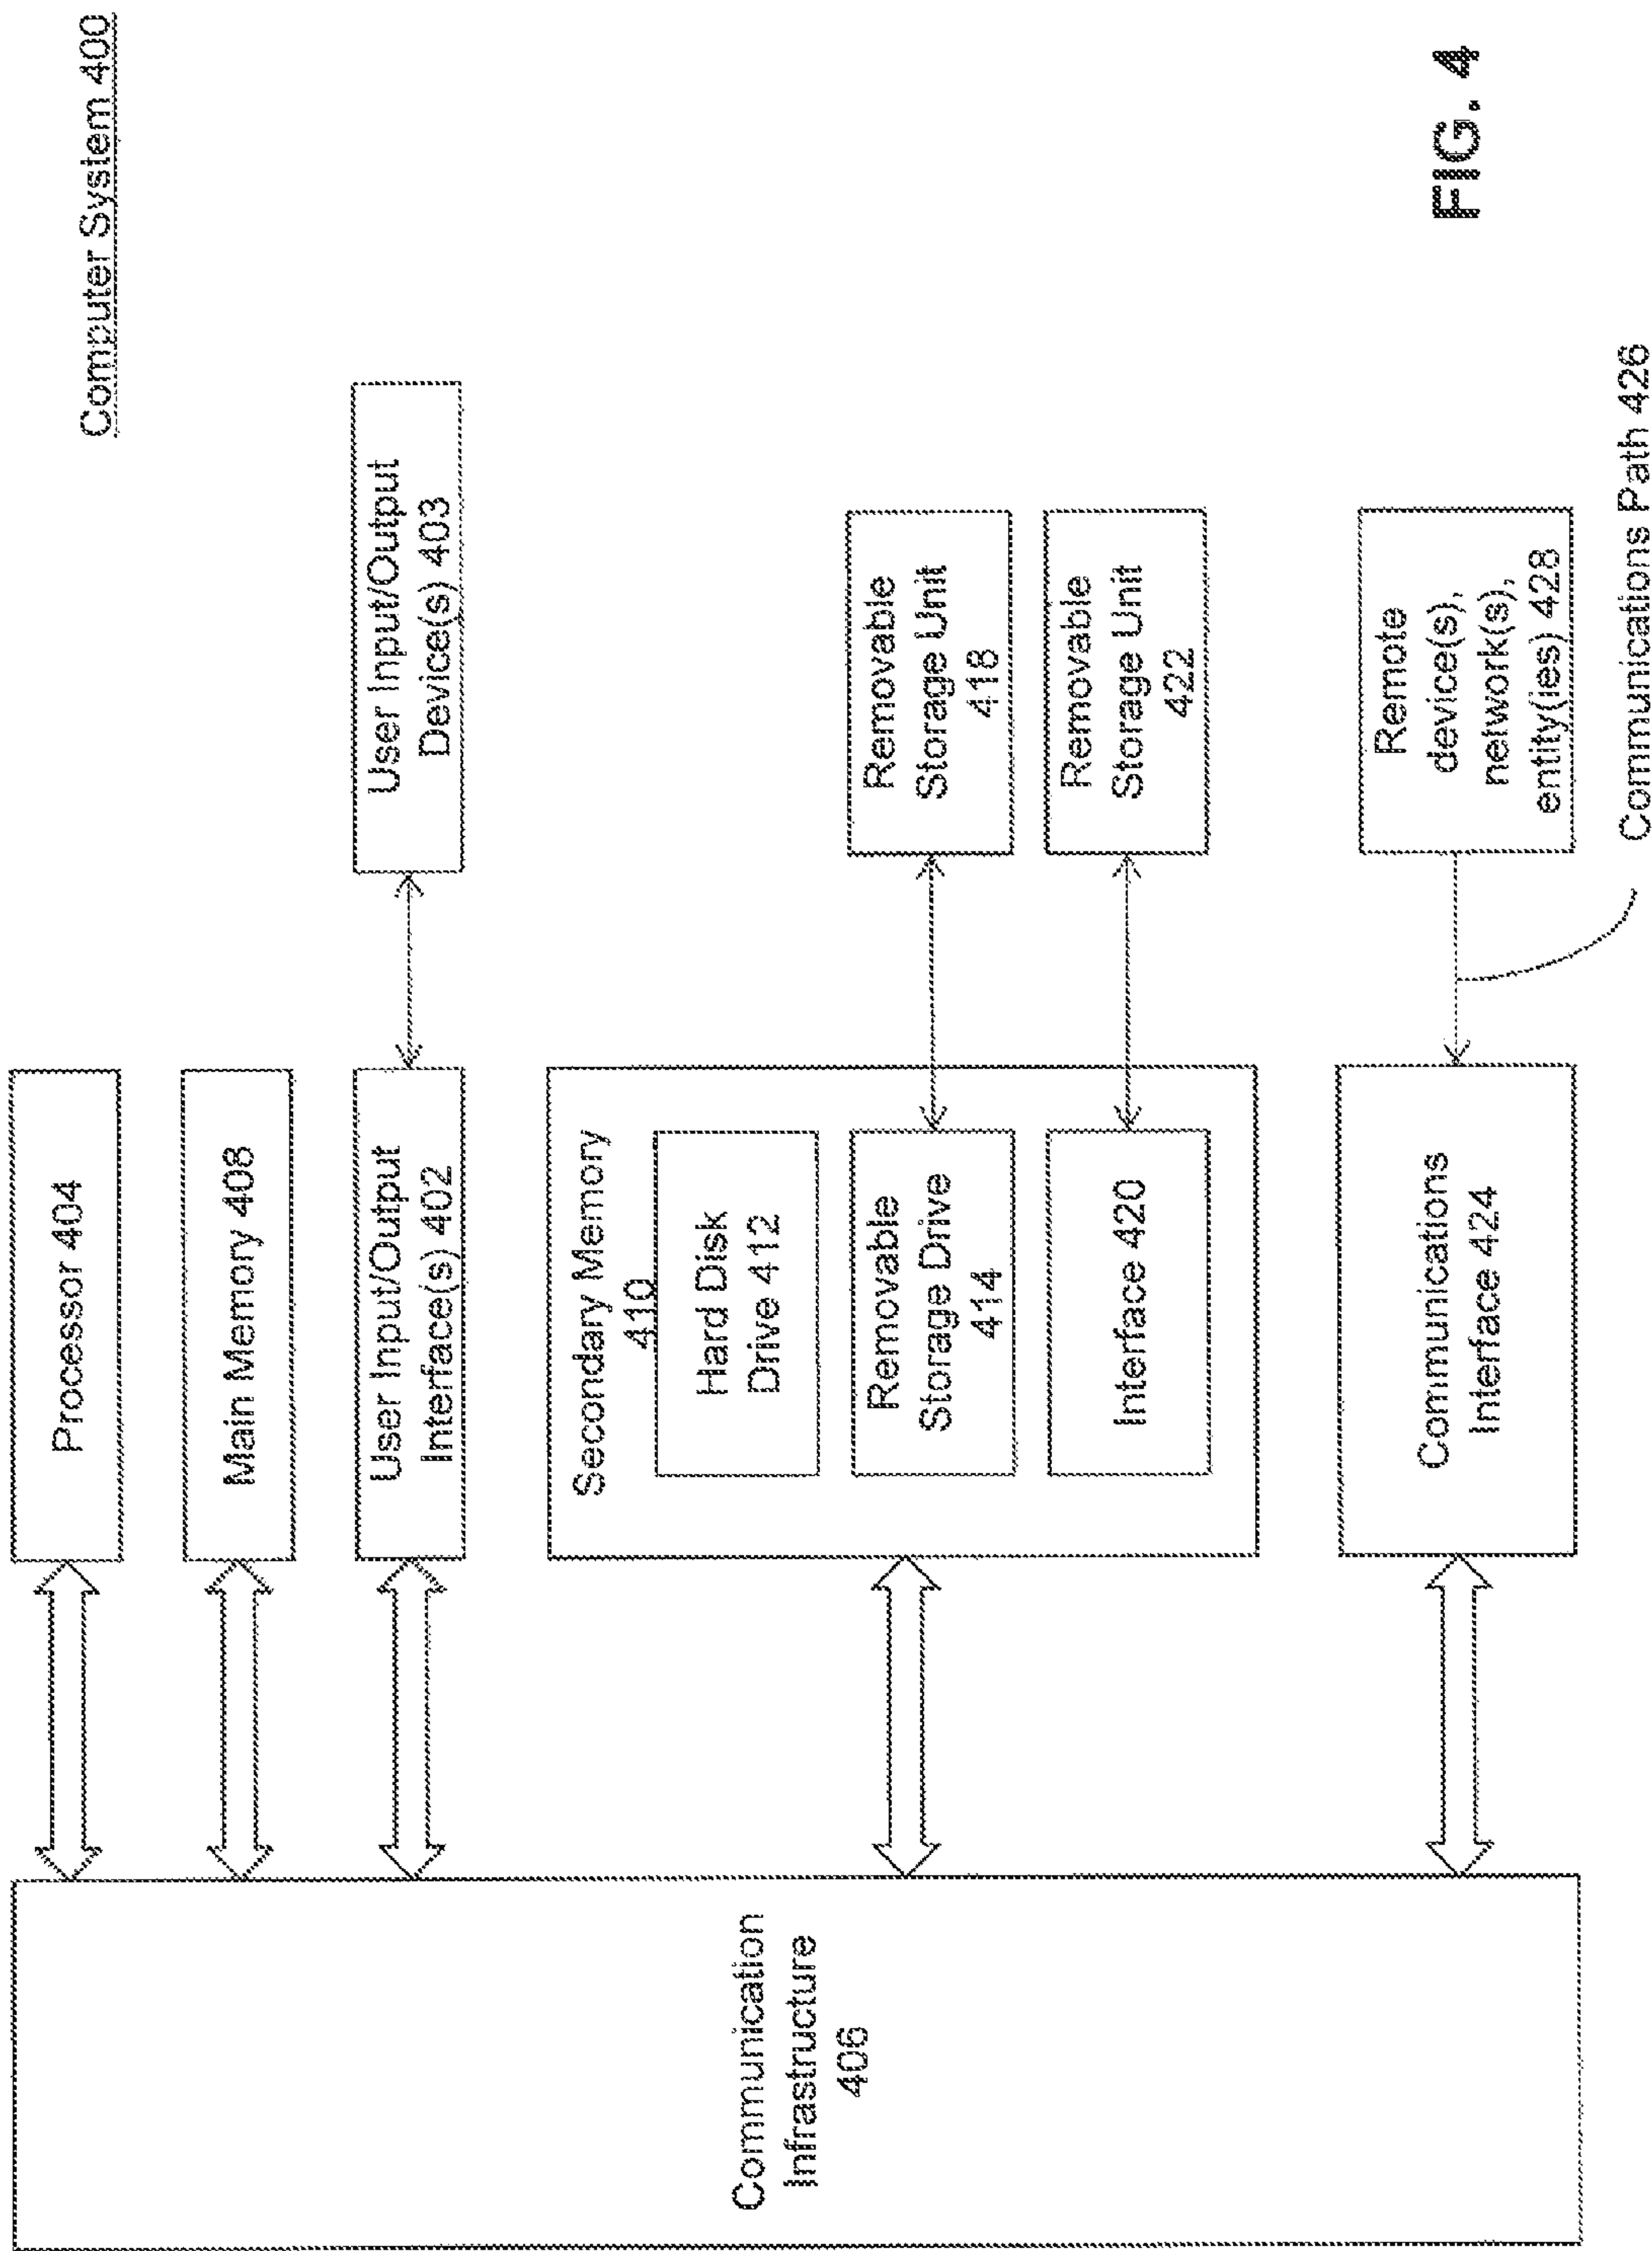 Computer System 400
Processor 404
Main Memory 408
User Input/Output
Interface(s) 402
User Input/Output
Device(s) 403
Secondary Memory
410
Hard Disk
Drive 412
Removable
Storage Drive
414
Removable
Storage Unit
418
Interface 420
Removable
Storage Unit
422
Communication
Infrastructure
406
Communications
Interface 424
Remote
device(s),
network(s),
entity(ies) 428
Communications Path 426
FIG. 4